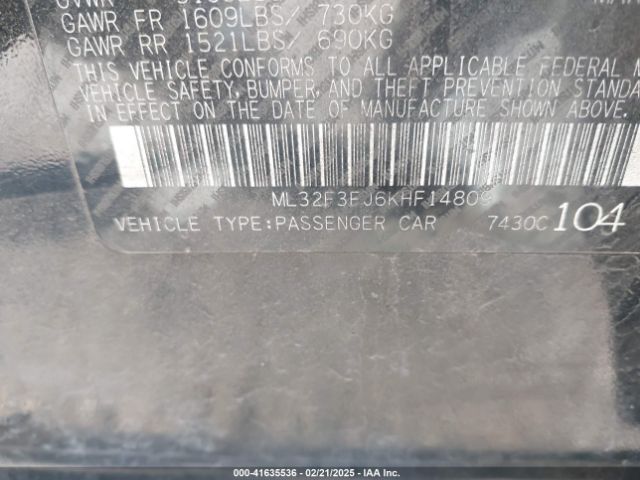 GAWR FR 1609LBS/ 730KG
GAWR RR 1521LBS/ 690KG
THIS VEHICLE CONFORMS TO ALL APPLICABLE FEDERAL M
VEHICLE SAFETY, BUMPER, AND THEFT PREVENTION STANDA
IN EFFECT ON THE DATE OF MANUFACTURE SHOWN ABOVE.
ML32F3FJ6KHF14809
VEHICLE TYPE:PASSENGER CAR 7430C 104
000-41635536 - 02/21/2025 - IAA Inc.